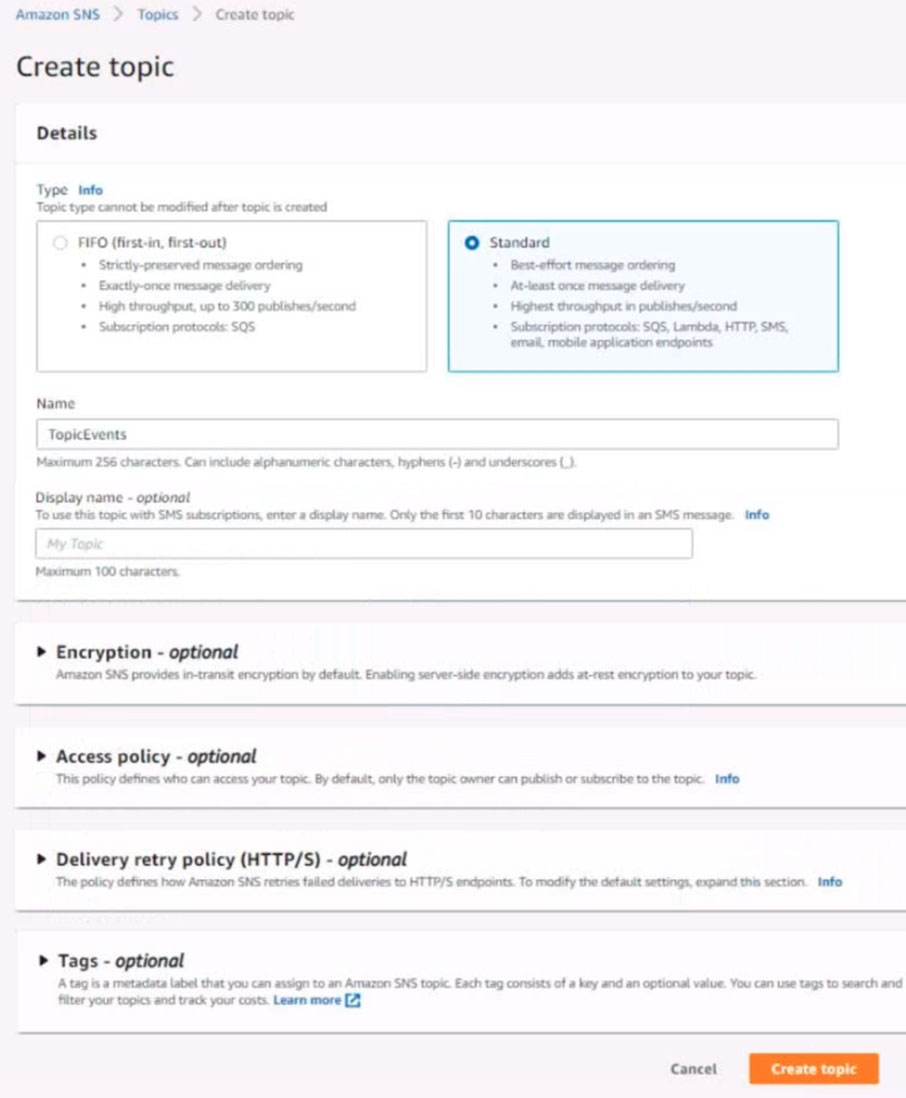 Amazon SNS > Topics > Create topic
Create topic
Details
Type Info
Topic type cannot be modified after topic is created
FIFO (first-in, first-out)
• Strictly-preserved message ordering
• Exactly-once message delivery
• High throughput, up to 300 publishes/second
• Subscription protocols: SQS
Standard
• Best-effort message ordering
• At-least once message delivery
• Highest throughput in publishes/second
• Subscription protocols: SQS, Lambda, HTTP, SMS,
email, mobile application endpoints
Name
TopicEvents
Maximum 256 characters. Can include alphanumeric characters, hyphens (-) and underscores (_).
Display name - optional
To use this topic with SMS subscriptions, enter a display name. Only the first 10 characters are displayed in an SMS message. Info
My Topic
Maximum 100 characters.
Encryption - optional
Amazon SNS provides in-transit encryption by default. Enabling server-side encryption adds at-rest encryption to your topic.
Access policy - optional
This policy defines who can access your topic. By default, only the topic owner can publish or subscribe to the topic. Info
Delivery retry policy (HTTP/S) - optional
The policy defines how Amazon SNS retries failed deliveries to HTTP/S endpoints. To modify the default settings, expand this section. Info
Tags - optional
A tag is a metadata label that you can assign to an Amazon SNS topic. Each tag consists of a key and an optional value. You can use tags to search and
filter your topics and track your costs. Learn more
Cancel Create topic